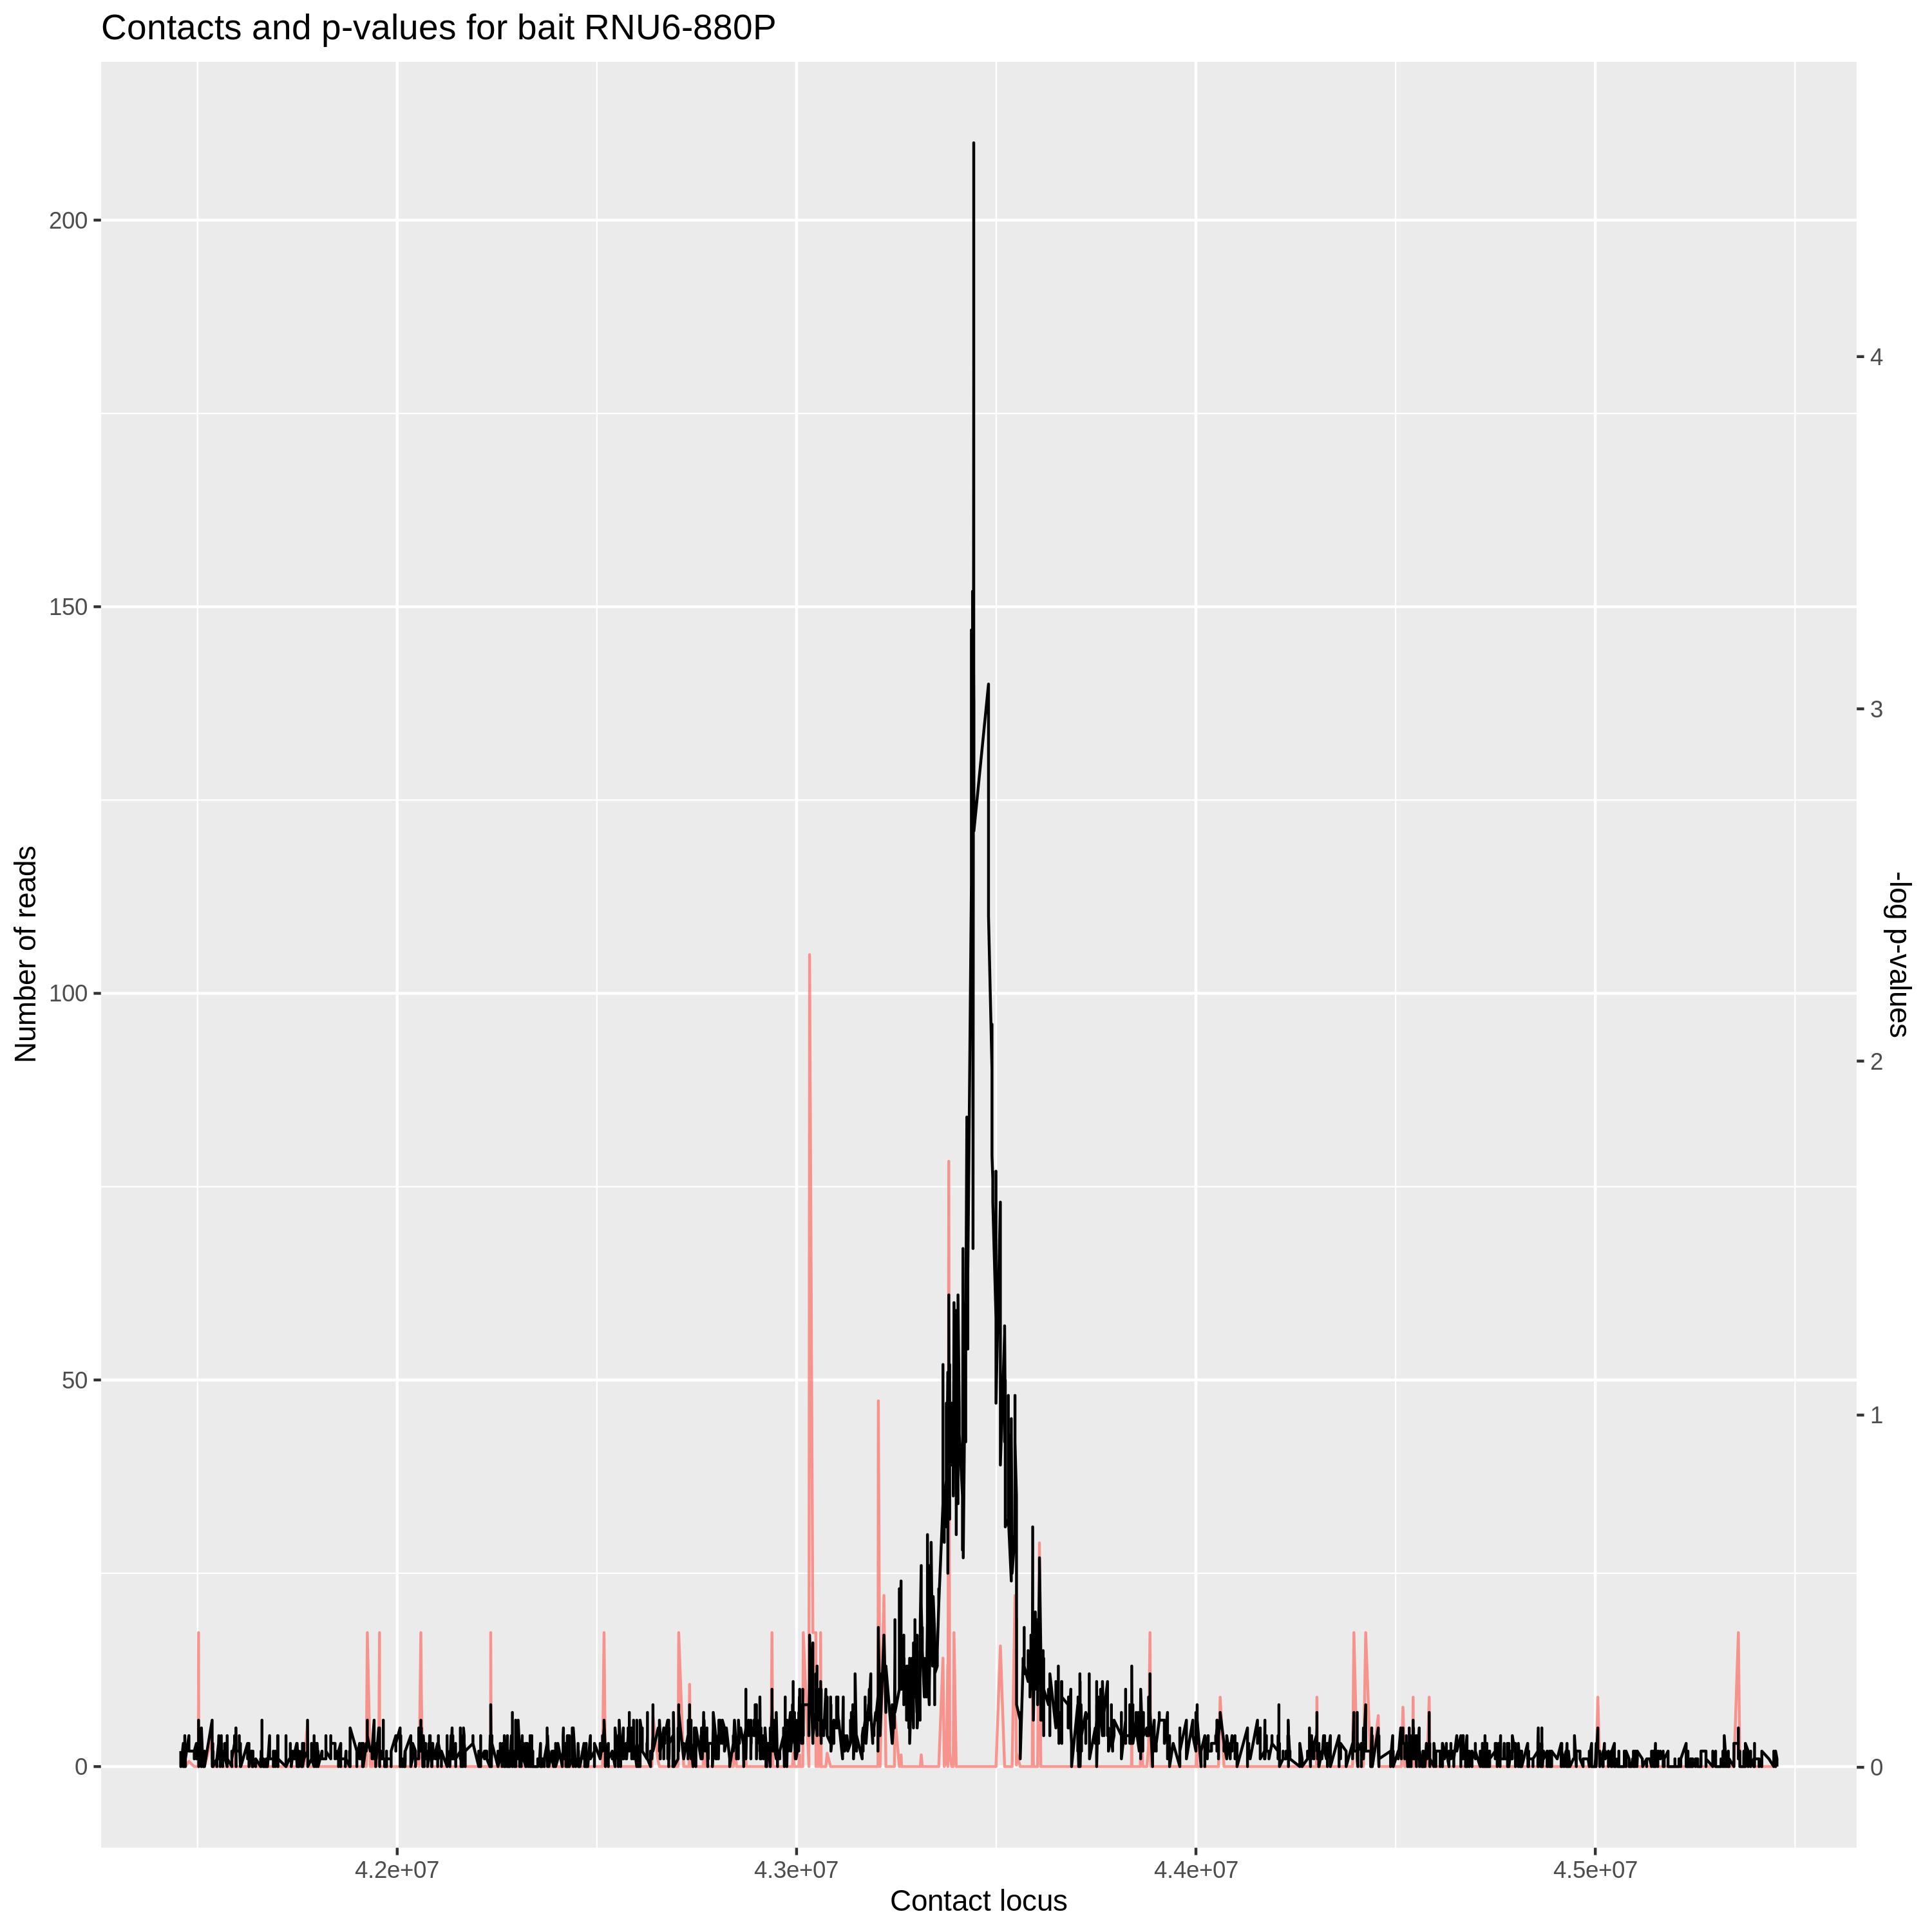 Contacts and p-values for bait RNU6-880P
200
150
100
50
0
Number of reads
4
3
2
1
0
-log p-values
4.2e+07
4.3e+07
4.4e+07
4.5e+07
Contact locus